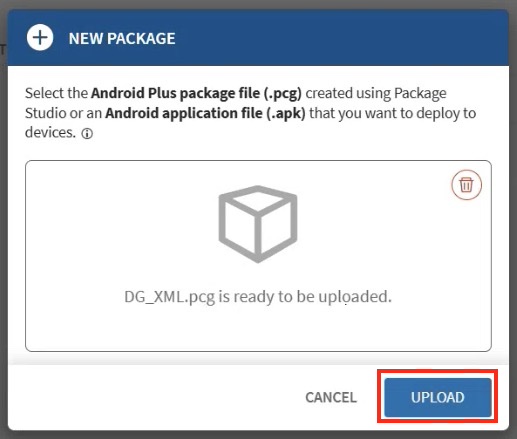 NEW PACKAGE
Select the Android Plus package file (.pcg) created using Package
Studio or an Android application file (.apk) that you want to deploy to
devices.
DG_XML.pcg is ready to be uploaded.
CANCEL UPLOAD